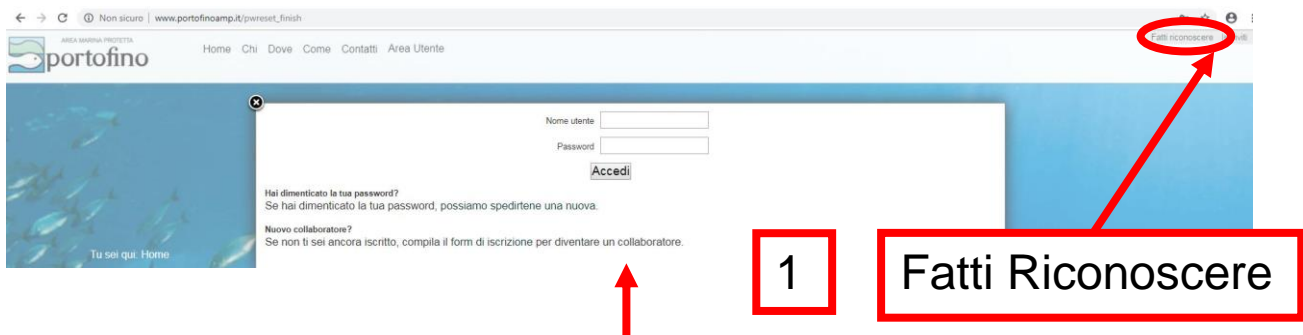 Non sicuro | www.portofinoamp.it/pwreset_finish
AREA MARINA PROTETTA
portofino
Home Chi Dove Come Contatti Area Utente
Fatti riconoscere
Nome utente
Password
Accedi
Hai dimenticato la tua password?
Se hai dimenticato la tua password, possiamo spedirtene una nuova.
Nuovo collaboratore?
Se non ti sei ancora iscritto, compila il form di iscrizione per diventare un collaboratore.
Tu sei qui: Home
1
Fatti Riconoscere